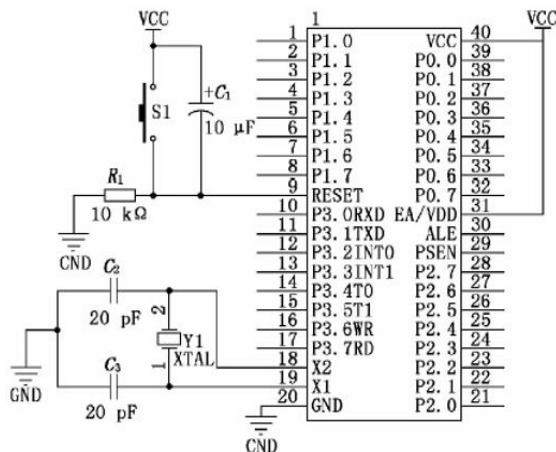 VCC
S1
+C1
10 μF
R1
10 kΩ
CND
C2
20 pF
2
Y1
XTAL
1
C3
20 pF
GND
1
1 P1.0 VCC 40
2 P1.1 P0.0 39
3 P1.2 P0.1 38
4 P1.3 P0.2 37
5 P1.4 P0.3 36
6 P1.5 P0.4 35
7 P1.6 P0.5 34
8 P1.7 P0.6 33
9 RESET P0.7 32
10 P3.0RXD EA/VDD 31
11 P3.1TXD ALE 30
12 P3.2INT0 PSEN 29
13 P3.3INT1 P2.7 28
14 P3.4T0 P2.6 27
15 P3.5T1 P2.5 26
16 P3.6WR P2.4 25
17 P3.7RD P2.3 24
18 X2 P2.2 23
19 X1 P2.1 22
20 GND P2.0 21
CND
VCC